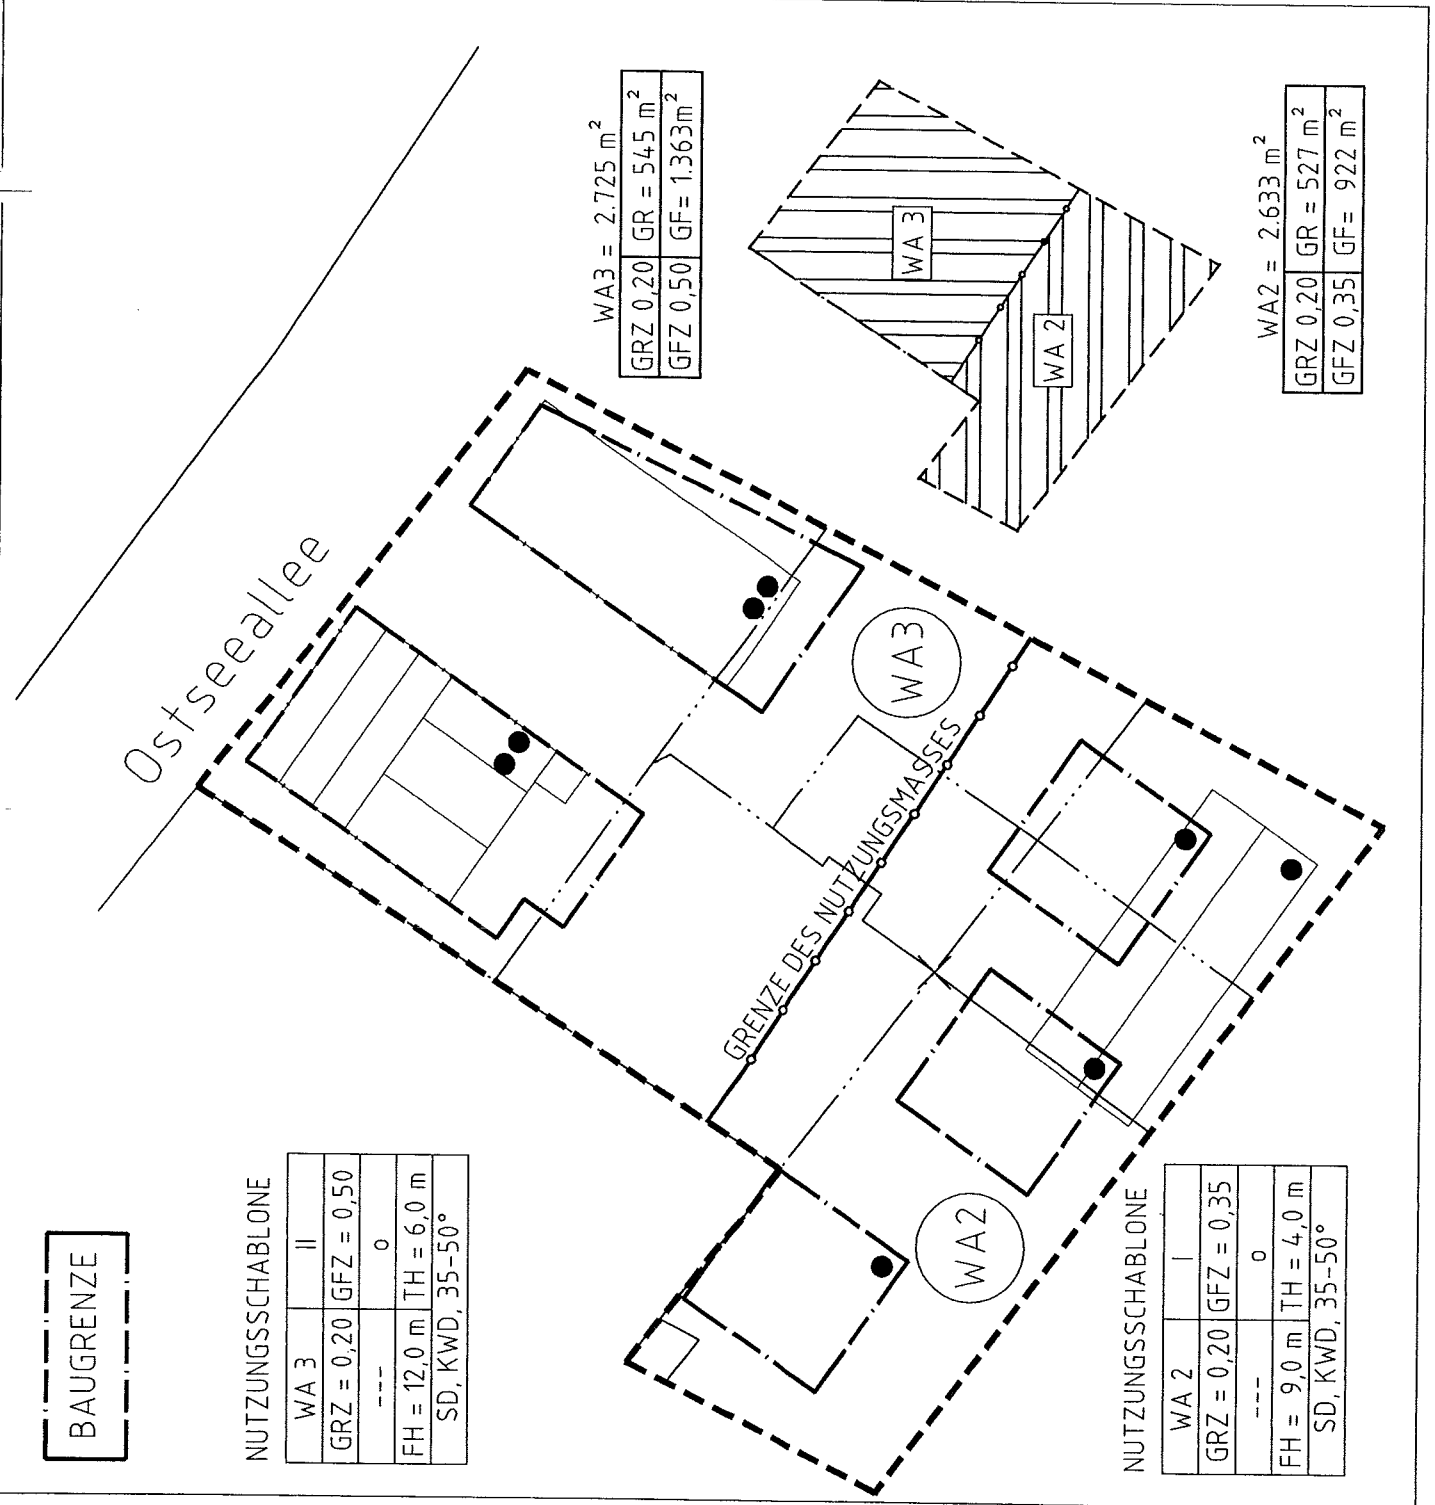 BAUGRENZE
NUTZUNGSSCHABLONE
WA 3 II
GRZ = 0,20 GFZ = 0,50
--- o
FH = 12,0 m TH = 6,0 m
SD, KWD, 35-50°
Ostseeallee
WA3 = 2.725 m²
GRZ 0,20 GR = 545 m²
GFZ 0,50 GF = 1.363m²
WA 3
WA 2
WA3
GRENZE DES NUTZUNGSMASSES
WA2
WA2 = 2.633 m²
GRZ 0,20 GR = 527 m²
GFZ 0,35 GF = 922 m²
NUTZUNGSSCHABLONE
WA 2 I
GRZ = 0,20 GFZ = 0,35
--- o
FH = 9,0 m TH = 4,0 m
SD, KWD, 35-50°